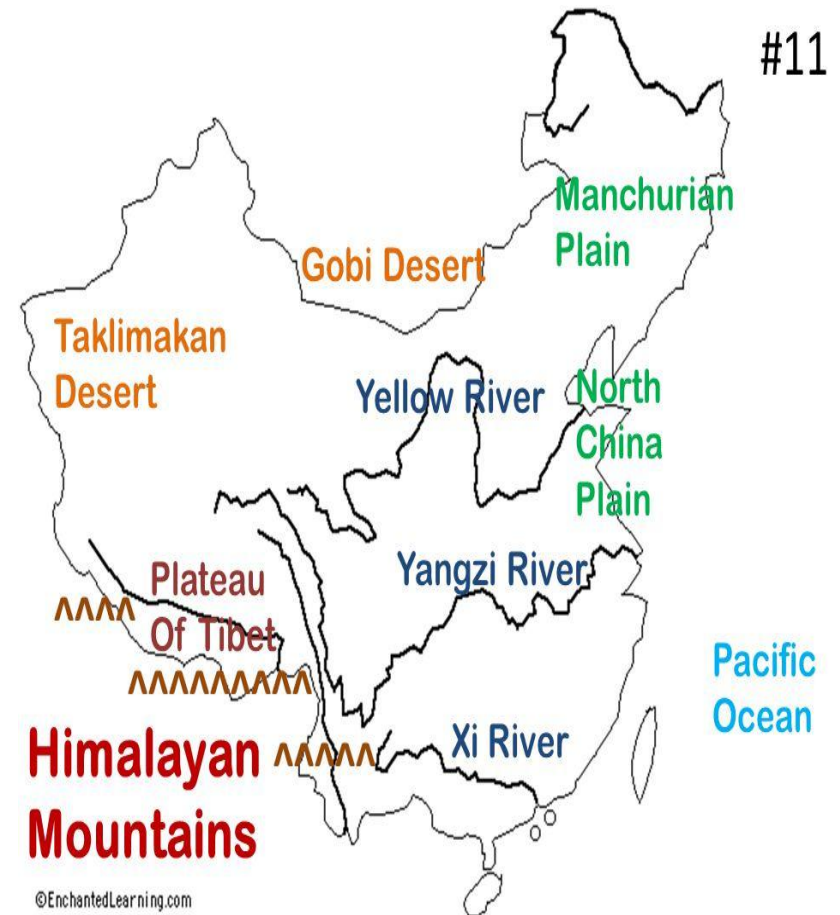 #11
Manchurian
Plain
Gobi Desert
Taklimakan
Desert
Yellow River
North
China
Plain
Yangzi River
Plateau
Of Tibet
^^^^
^^^^^^^^^
Pacific
Ocean
Xi River
Himalayan ^^^^^
Mountains
©EnchantedLearning.com